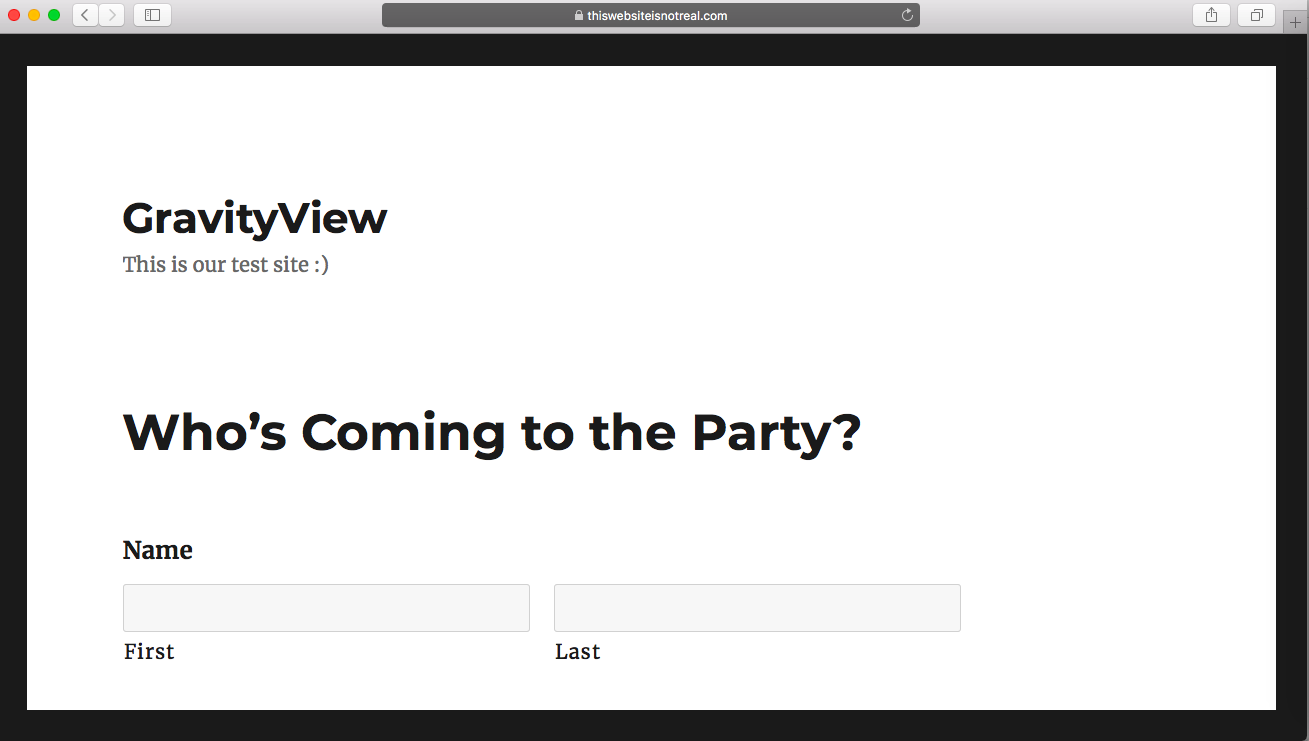 thiswebsiteisnotreal.com
GravityView
This is our test site :)
Who’s Coming to the Party?
Name
First
Last